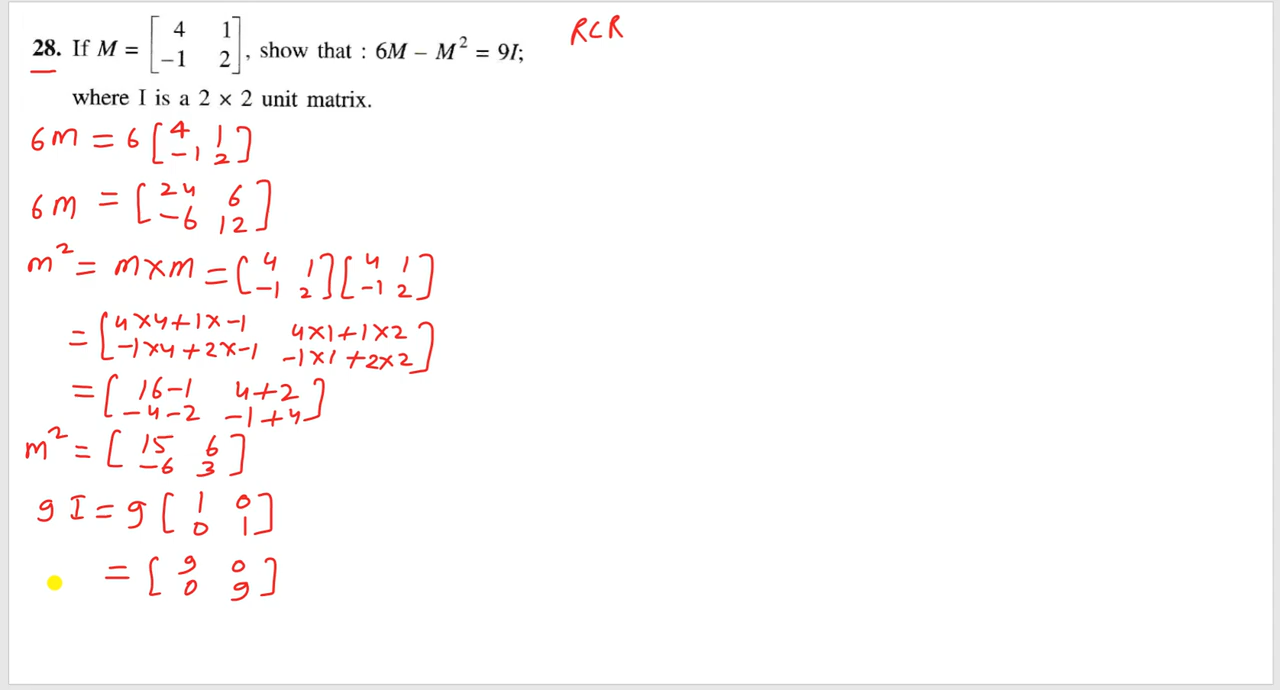 28. If M = [4 1; -1 2], show that : 6M – M² = 9I;
RCR
where I is a 2 × 2 unit matrix.
6m = 6 [4 1; -1 2]
6m = [24 6; -6 12]
m² = m×m = [4 1; -1 2] [4 1; -1 2]
= [4×4+1×-1 4×1+1×2; -1×4+2×-1 -1×1+2×2]
= [16-1 4+2; -4-2 -1+4]
m² = [15 6; -6 3]
9 I = 9 [1 0; 0 1]
= [9 0; 0 9]